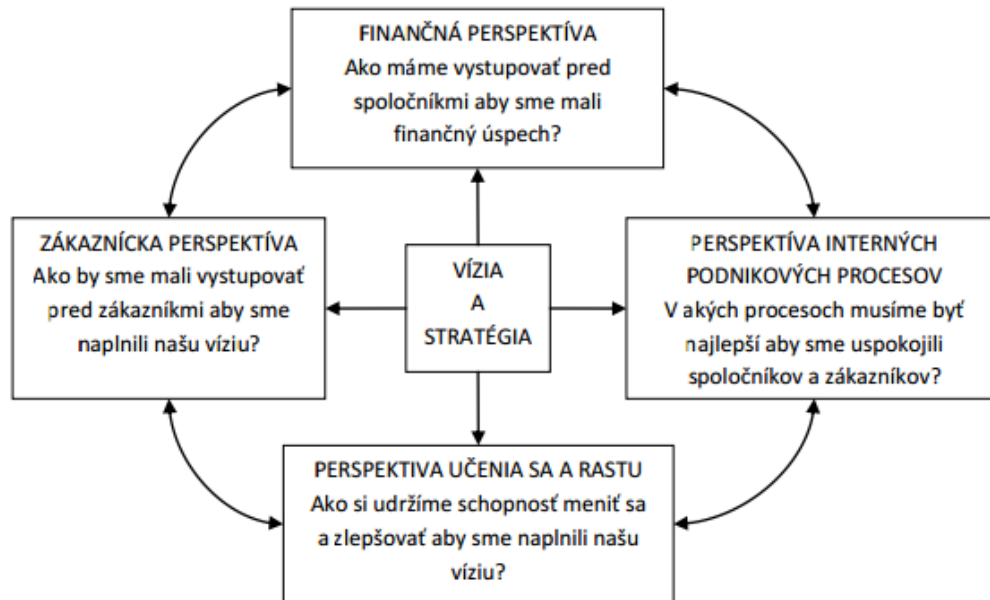 FINANČNÁ PERSPEKTÍVA
Ako máme vystupovať pred
spoločníkmi aby sme mali
finančný úspech?
ZÁKAZNÍCKA PERSPEKTÍVA
Ako by sme mali vystupovať
pred zákazníkmi aby sme
naplnili našu víziu?
VÍZIA
A
STRATÉGIA
PERSPEKTÍVA INTERNÝCH
PODNIKOVÝCH PROCESOV
V akých procesoch musíme byť
najlepší aby sme uspokojili
spoločníkov a zákazníkov?
PERSPEKTIVA UČENIA SA A RASTU
Ako si udržíme schopnosť meniť sa
a zlepšovať aby sme naplnili našu
víziu?